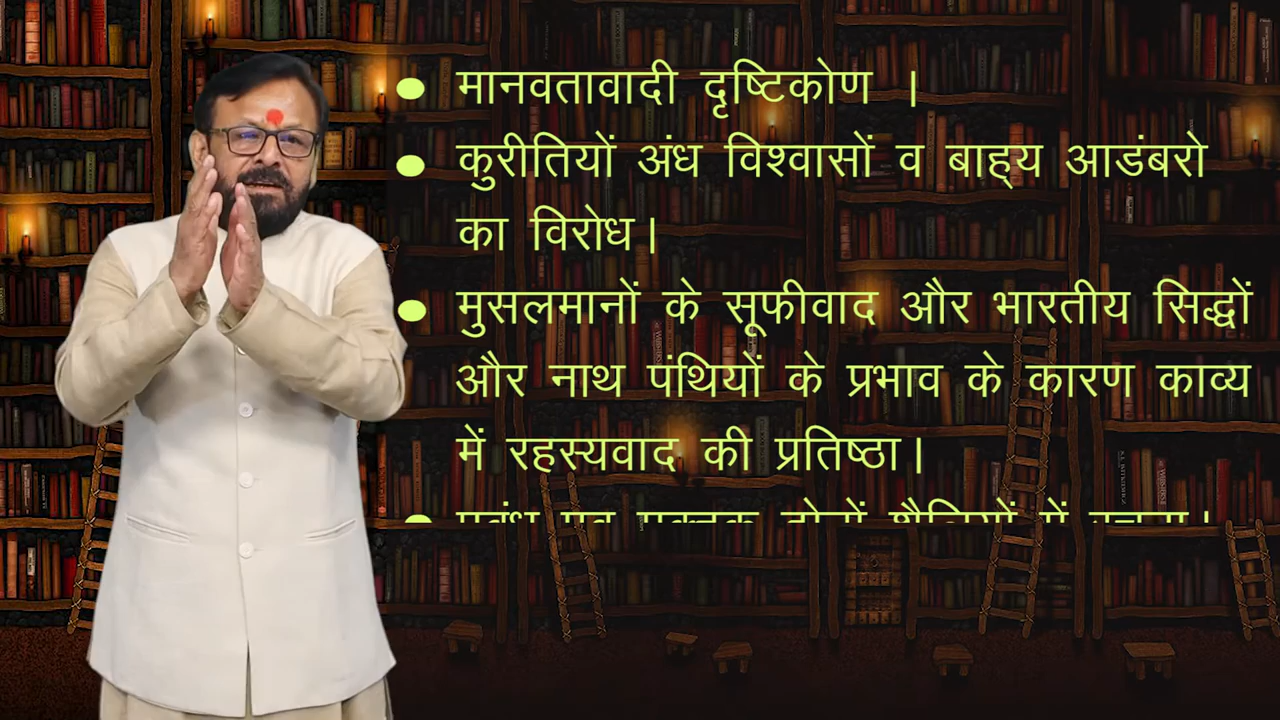 • मानवतावादी दृष्टिकोण ।
• कुरीतियों अंध विश्वासों व बाह्य आडंबरो
का विरोध।
• मुसलमानों के सूफीवाद और भारतीय सिद्धों
और नाथ पंथियों के प्रभाव के कारण काव्य
में रहस्यवाद की प्रतिष्ठा।